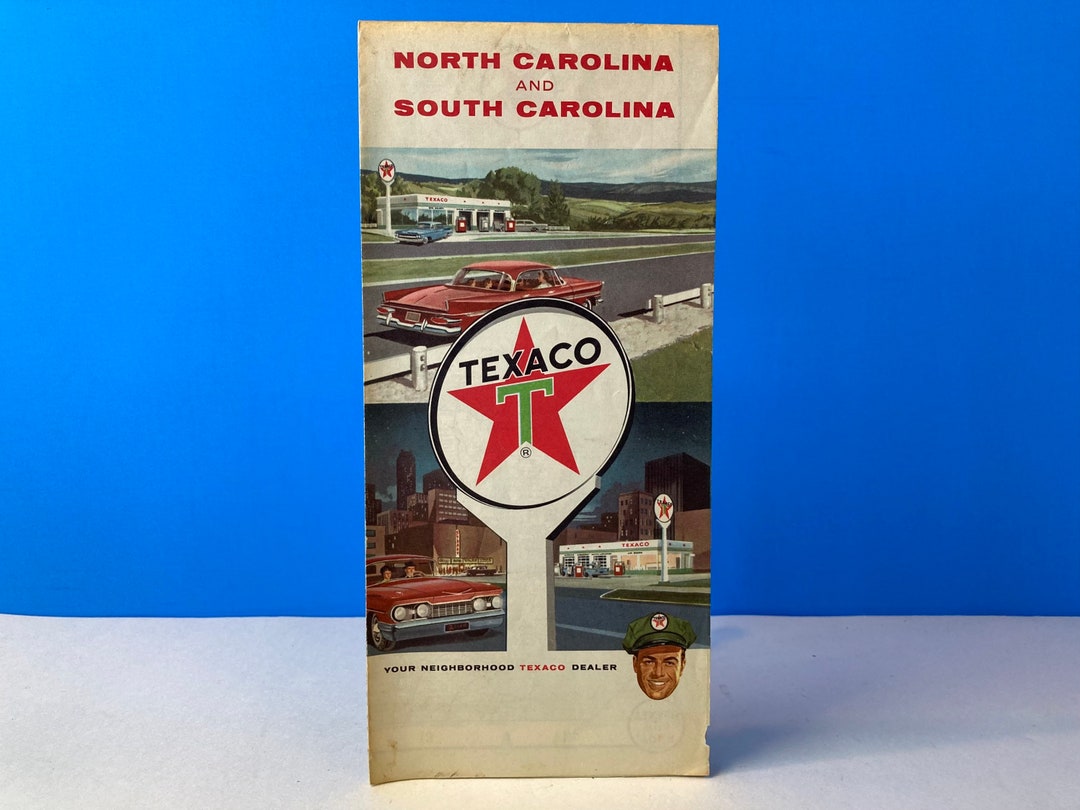 NORTH CAROLINA
AND
SOUTH CAROLINA
TEXACO
TEXACO
T
®
TEXACO
YOUR NEIGHBORHOOD TEXACO DEALER